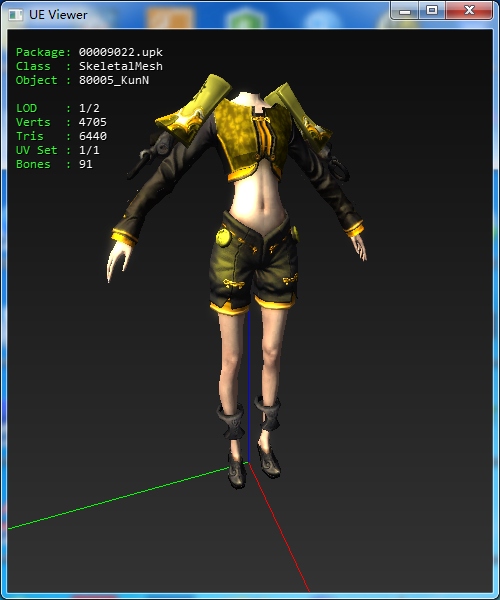 UE Viewer
Package: 00009022.upk
Class : SkeletalMesh
Object : 80005_KunN
LOD : 1/2
Verts : 4705
Tris : 6440
UV Set : 1/1
Bones : 91